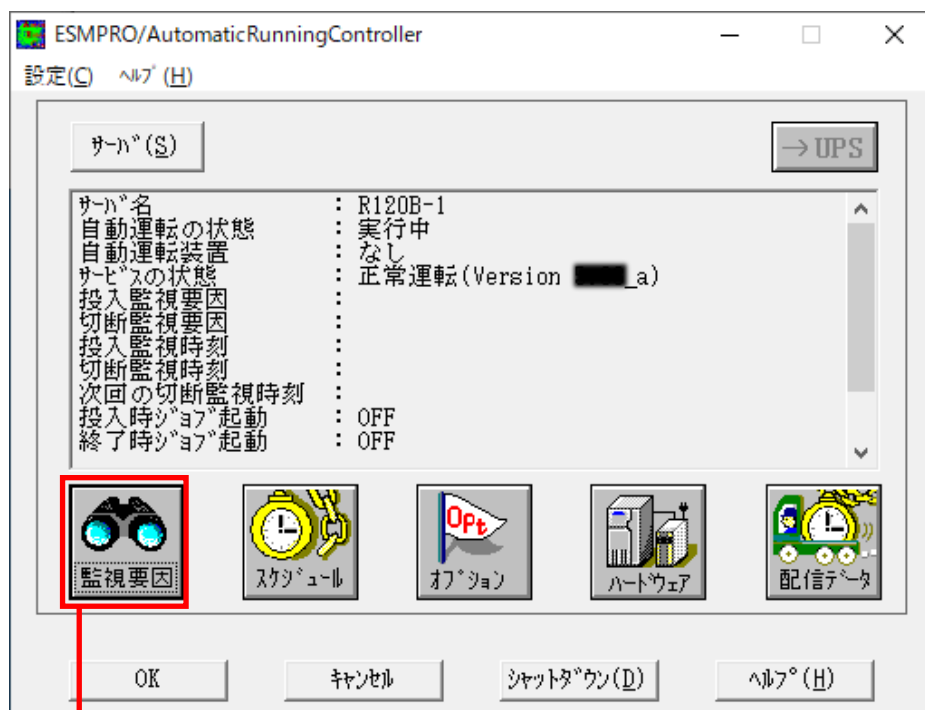 ESMPRO/AutomaticRunningController
設定(C) ﾍﾙﾌﾟ(H)
ｻｰﾊﾞ(S)
→UPS
ｻｰﾊﾞ名 : R120B-1
自動運転の状態 : 実行中
自動運転装置 : なし
ｻｰﾋﾞｽの状態 : 正常運転(Version _a)
投入監視要因 :
切断監視要因 :
投入監視時刻 :
切断監視時刻 :
次回の切断監視時刻 :
投入時ｼﾞｮﾌﾞ起動 : OFF
終了時ｼﾞｮﾌﾞ起動 : OFF
OPt
監視要因 ｽｹｼﾞｭｰﾙ ｵﾌﾟｼｮﾝ ﾊｰﾄﾞｳｪｱ 配信ﾃﾞｰﾀ
OK ｷｬﾝｾﾙ ｼｬｯﾄﾀﾞｳﾝ(D) ﾍﾙﾌﾟ(H)